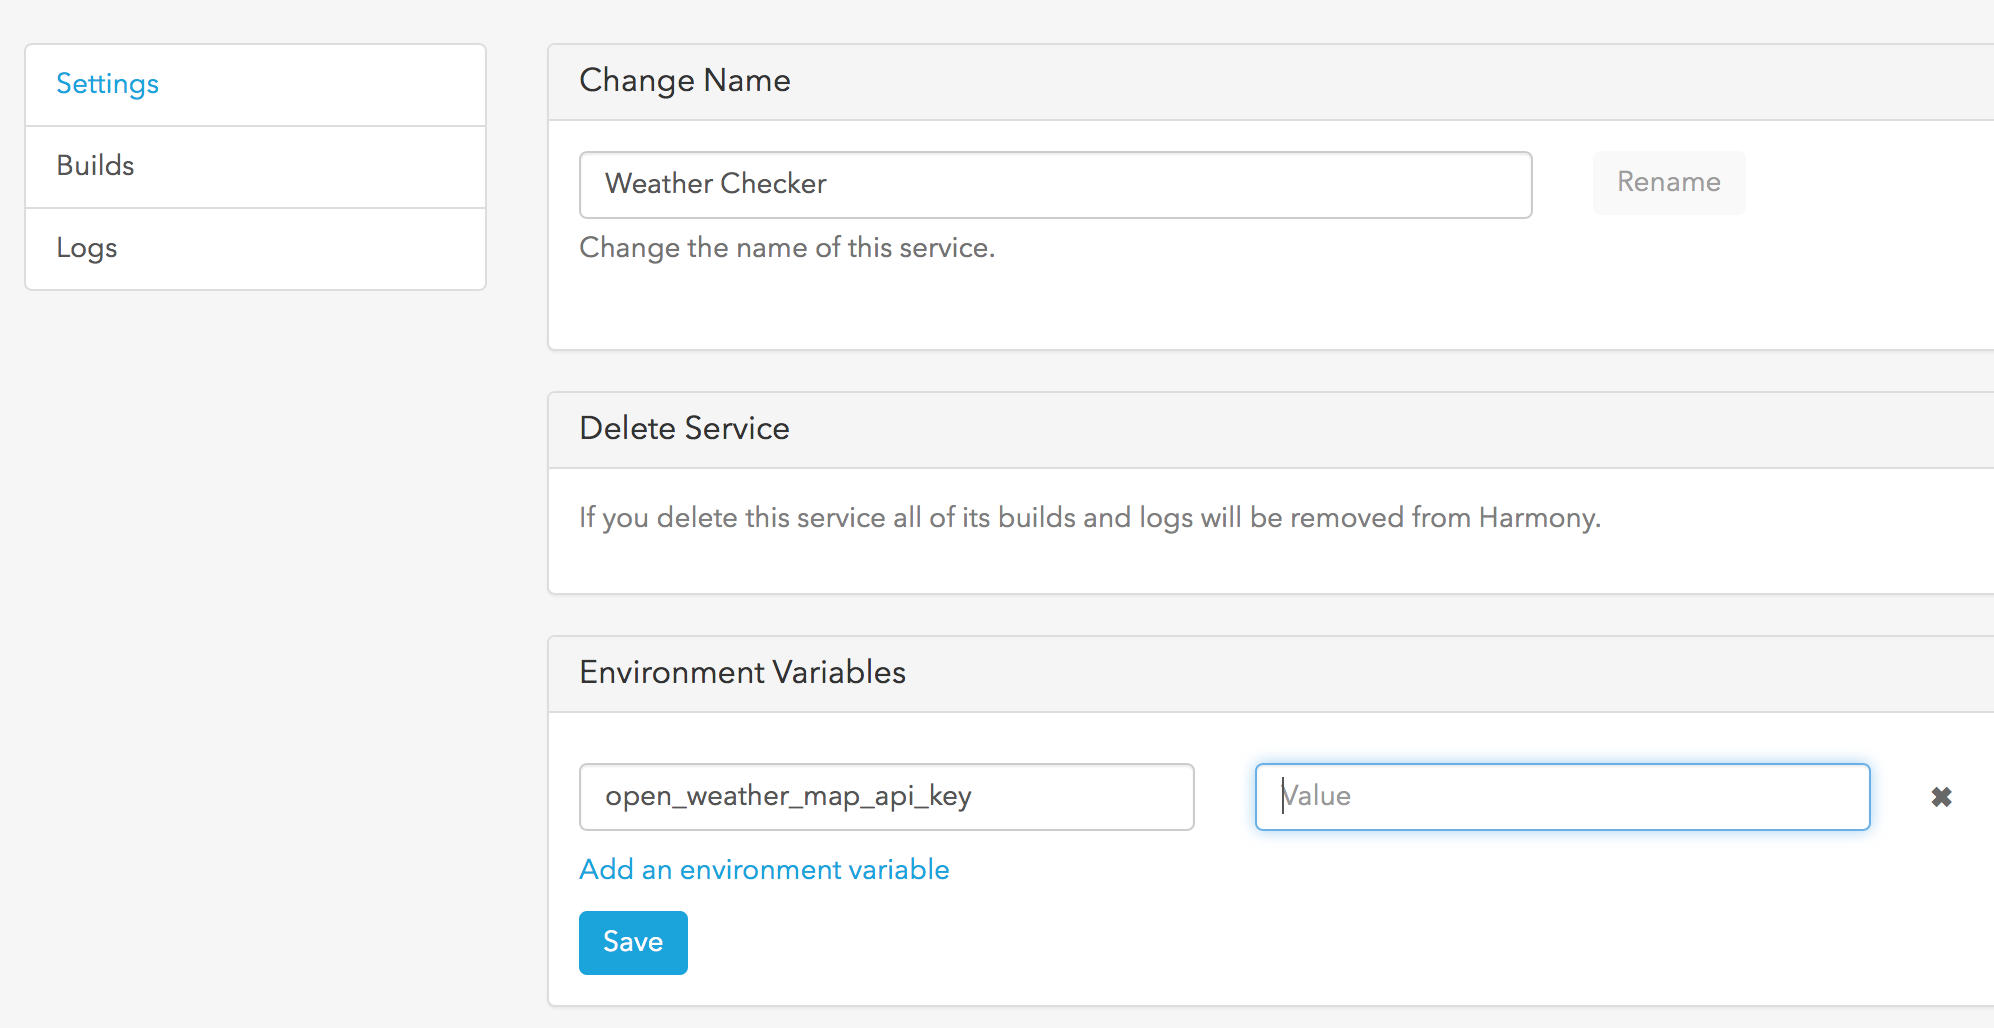 Settings
Builds
Logs
Change Name
Weather Checker
Rename
Change the name of this service.
Delete Service
If you delete this service all of its builds and logs will be removed from Harmony.
Environment Variables
open_weather_map_api_key
Value
Add an environment variable
Save